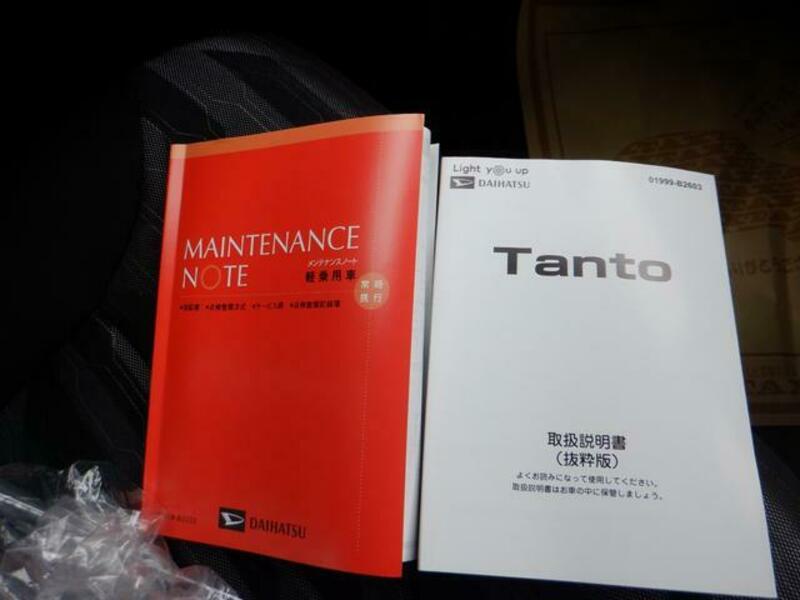 MAINTENANCE
NOTE
メンテナンスノート
軽乗用車
常時
携行
DAIHATSU
Light you up
DAIHATSU
01999-B2603
Tanto
取扱説明書
(抜粋版)
よくお読みになって使用してください。
取扱説明書はお車の中に保管しましょう。